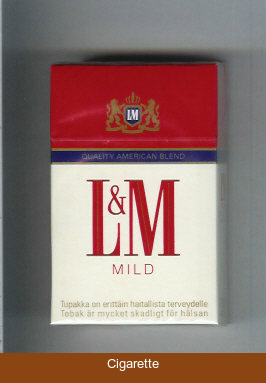 LM
QUALITY AMERICAN BLEND
L&M
MILD
Tupakka on erittäin haitallista terveydelle
Tobak är mycket skadligt för hälsan
Cigarette